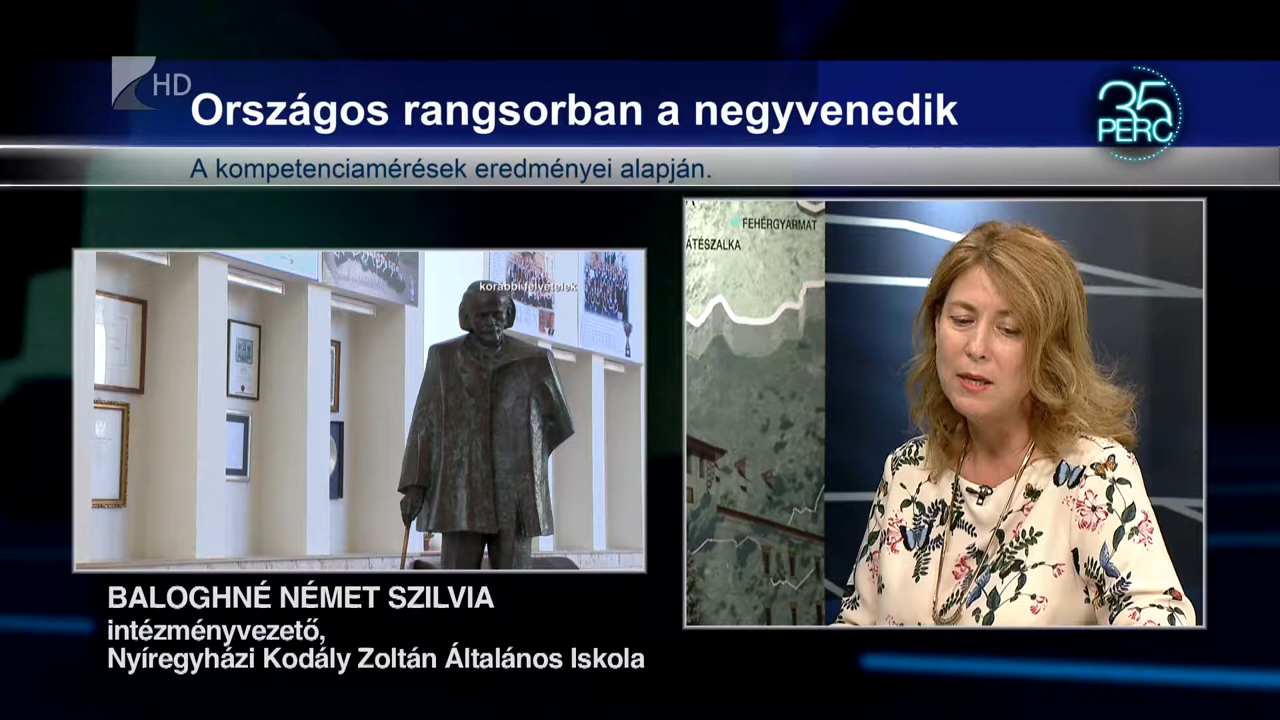 HD
Országos rangsorban a negyvenedik
35
PERC
A kompetenciamérések eredményei alapján.
FEHÉRGYARMAT
ÁTÉSZALKA
korábbi felvételek
BALOGHNÉ NÉMET SZILVIA
intézményvezető,
Nyíregyházi Kodály Zoltán Általános Iskola